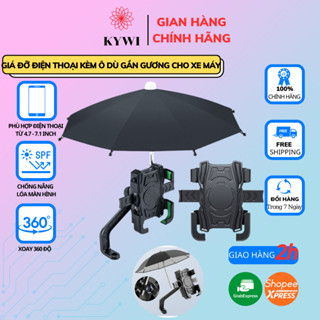 KYWI
GIAN HÀNG
CHÍNH HÃNG
GIÁ ĐỠ ĐIỆN THOẠI KÈM Ô DÙ GẮN GƯƠNG CHO XE MÁY
PHÙ HỢP ĐIỆN THOẠI
TỪ 4.7 - 7.1 INCH
SPF
CHỐNG NẮNG
LÓA MÀN HÌNH
360°
XOAY 360 ĐỘ
100%
CHÍNH HÃNG
FREE
FREE
SHIPPING
ĐỔI HÀNG
Trong 7 Ngày
GIAO HÀNG 2h
GrabExpress
Shopee
XPRESS